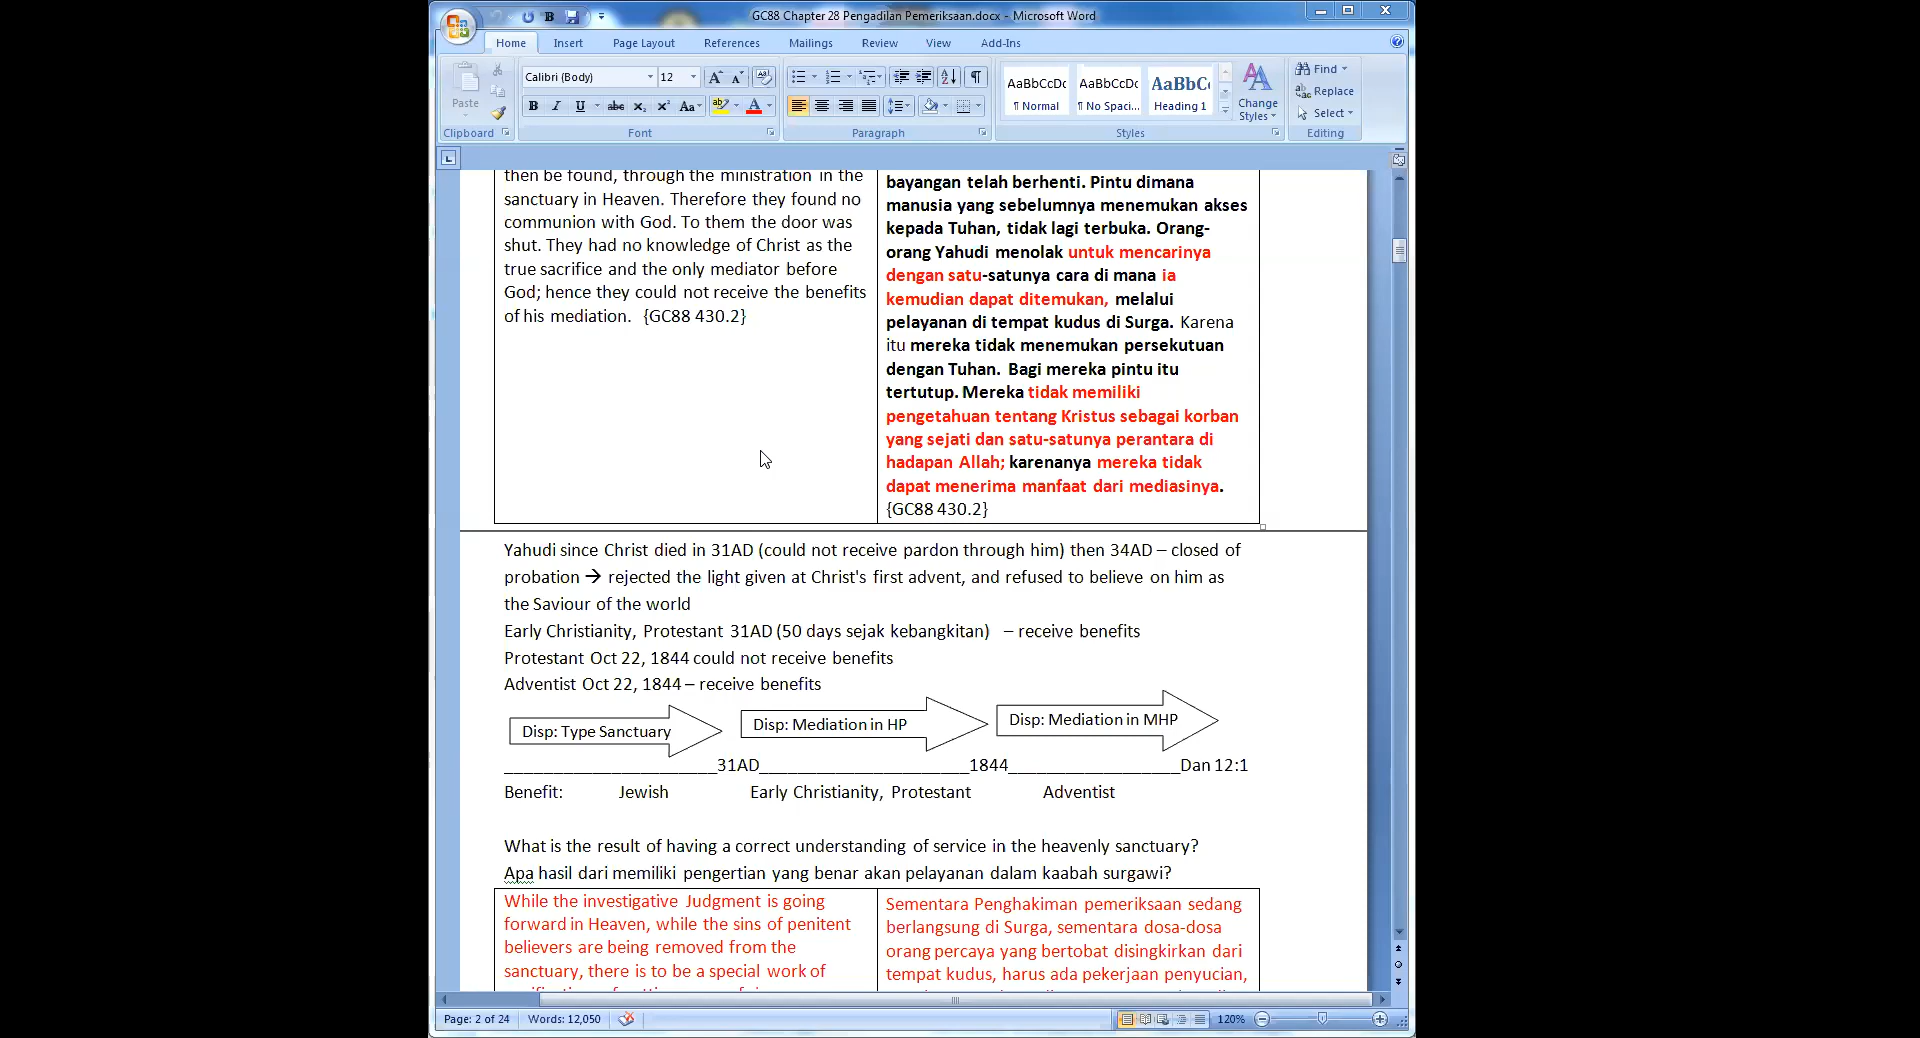 GC88 Chapter 28 Pengadilan Pemeriksaan.docx - Microsoft Word
Home Insert Page Layout References Mailings Review View Add-Ins
Paste
Clipboard
Calibri (Body) 12
Font
Paragraph
AaBbCcDc AaBbCcDc AaBbC
¶ Normal ¶ No Spaci... Heading 1
Change Styles
Styles
Find
Replace
Select
Editing
then be found, through the ministration in the
sanctuary in Heaven. Therefore they found no
communion with God. To them the door was
shut. They had no knowledge of Christ as the
true sacrifice and the only mediator before
God; hence they could not receive the benefits
of his mediation. {GC88 430.2}
bayangan telah berhenti. Pintu dimana
manusia yang sebelumnya menemukan akses
kepada Tuhan, tidak lagi terbuka. Orang-
orang Yahudi menolak untuk mencarinya
dengan satu-satunya cara di mana ia
kemudian dapat ditemukan, melalui
pelayanan di tempat kudus di Surga. Karena
itu mereka tidak menemukan persekutuan
dengan Tuhan. Bagi mereka pintu itu
tertutup. Mereka tidak memiliki
pengetahuan tentang Kristus sebagai korban
yang sejati dan satu-satunya perantara di
hadapan Allah; karenanya mereka tidak
dapat menerima manfaat dari mediasinya.
{GC88 430.2}
Yahudi since Christ died in 31AD (could not receive pardon through him) then 34AD – closed of
probation → rejected the light given at Christ's first advent, and refused to believe on him as
the Saviour of the world
Early Christianity, Protestant 31AD (50 days sejak kebangkitan) – receive benefits
Protestant Oct 22, 1844 could not receive benefits
Adventist Oct 22, 1844 – receive benefits
Disp: Type Sanctuary Disp: Mediation in HP Disp: Mediation in MHP
______________________31AD______________________1844__________________Dan 12:1
Benefit: Jewish Early Christianity, Protestant Adventist
What is the result of having a correct understanding of service in the heavenly sanctuary?
Apa hasil dari memiliki pengertian yang benar akan pelayanan dalam kaabah surgawi?
While the investigative Judgment is going
forward in Heaven, while the sins of penitent
believers are being removed from the
sanctuary, there is to be a special work of
Sementara Penghakiman pemeriksaan sedang
berlangsung di Surga, sementara dosa-dosa
orang percaya yang bertobat disingkirkan dari
tempat kudus, harus ada pekerjaan penyucian,
Page: 2 of 24 Words: 12,050 120%